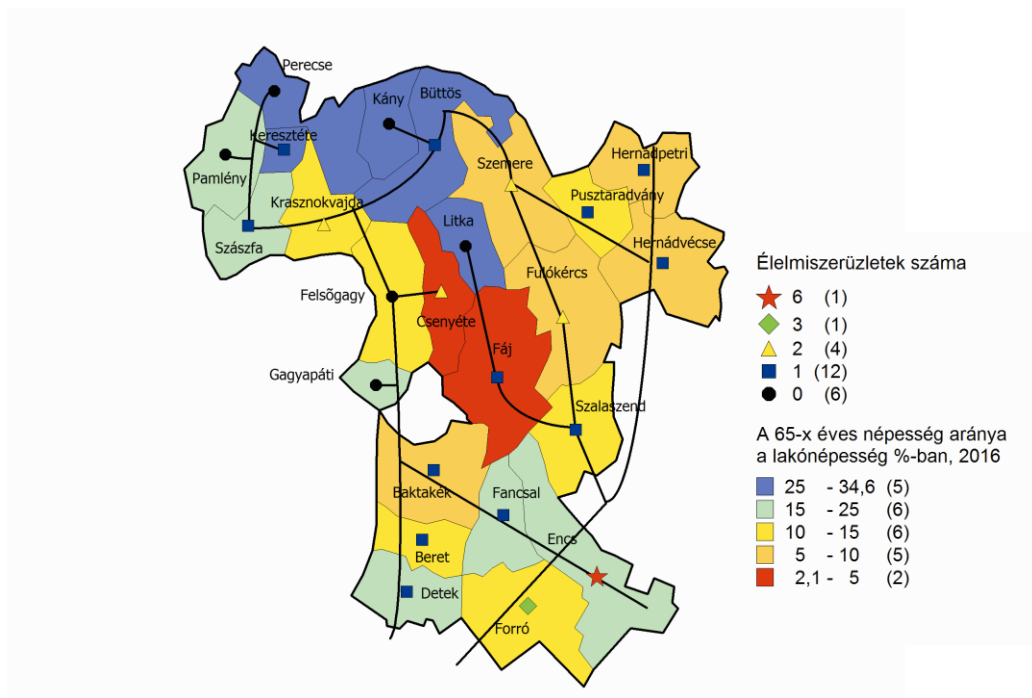 Perecse
Kány
Büttös
Keresztéte
Szemere
Hernádpetri
Pamlény
Pusztaradvány
Krasznokvajda
Litka
Szászfa
Hernádvécse
Fulókércs
Felsőgagy
Csenyéte
Fáj
Gagyapáti
Szalaszend
Baktakék
Fancsal
Encs
Beret
Detek
Forró
Élelmiszerüzletek száma
6 (1)
3 (1)
2 (4)
1 (12)
0 (6)
A 65-x éves népesség aránya
a lakónépesség %-ban, 2016
25 - 34,6 (5)
15 - 25 (6)
10 - 15 (6)
5 - 10 (5)
2,1 - 5 (2)